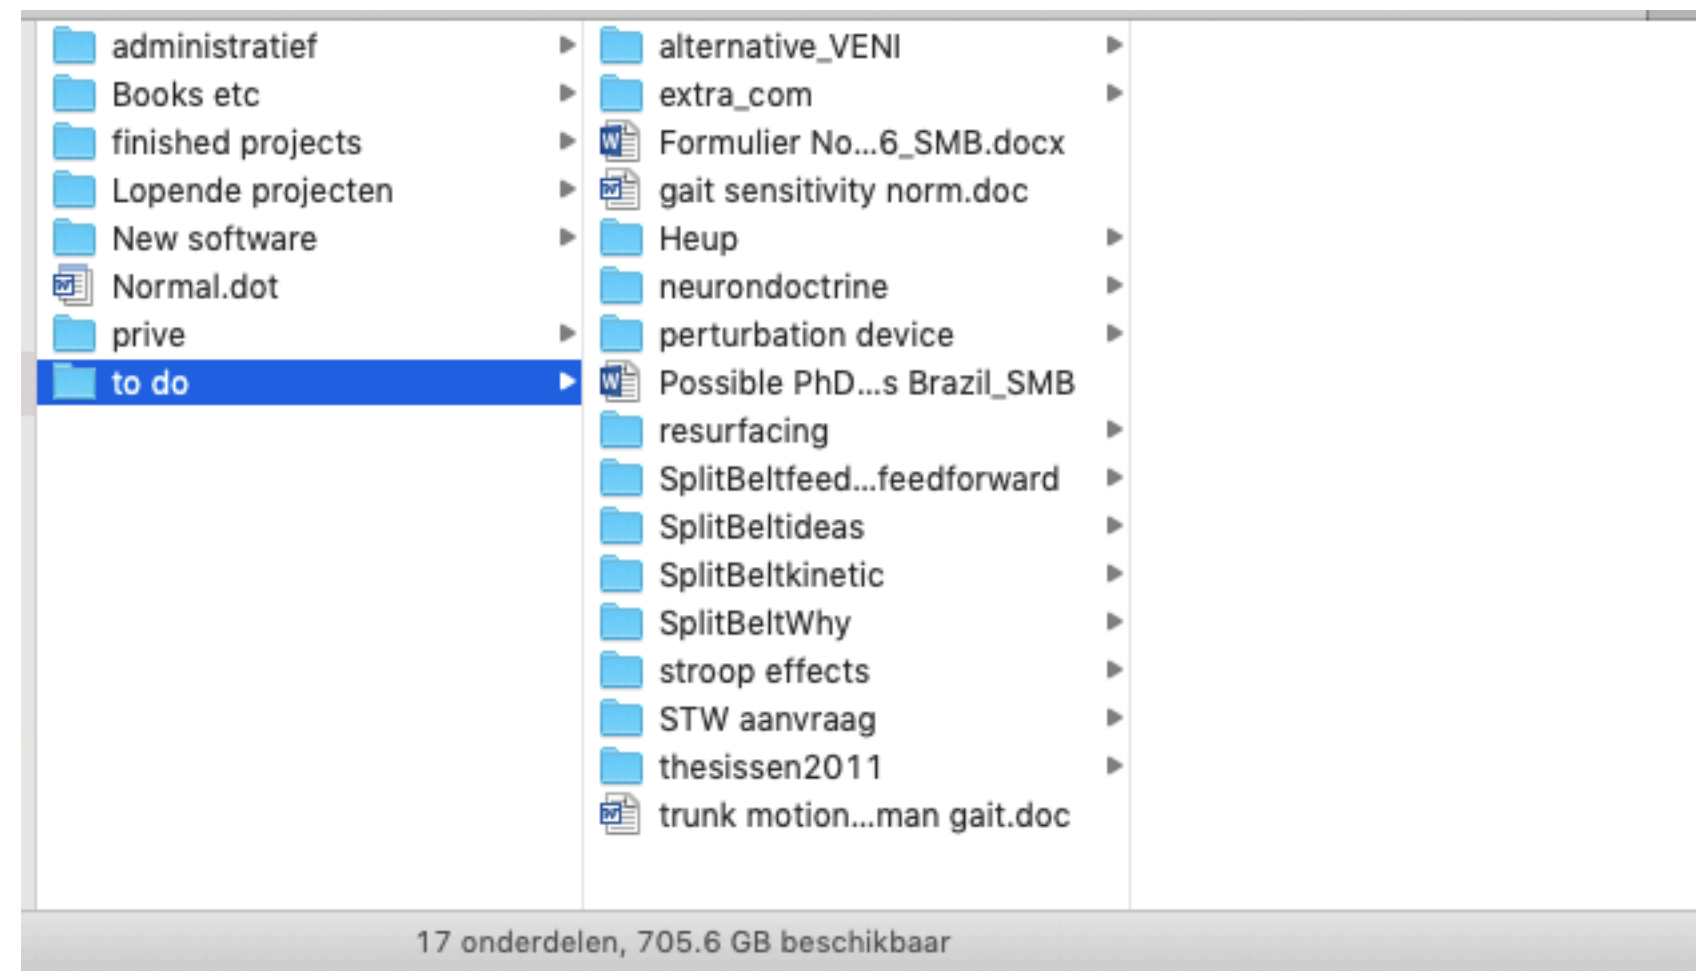 administratief
Books etc
finished projects
Lopende projecten
New software
Normal.dot
prive
to do
alternative_VENI
extra_com
Formulier No...6_SMB.docx
gait sensitivity norm.doc
Heup
neurondoctrine
perturbation device
Possible PhD...s Brazil_SMB
resurfacing
SplitBeltfeed...feedforward
SplitBeltideas
SplitBeltkinetic
SplitBeltWhy
stroop effects
STW aanvraag
thesissen2011
trunk motion...man gait.doc
17 onderdelen, 705.6 GB beschikbaar